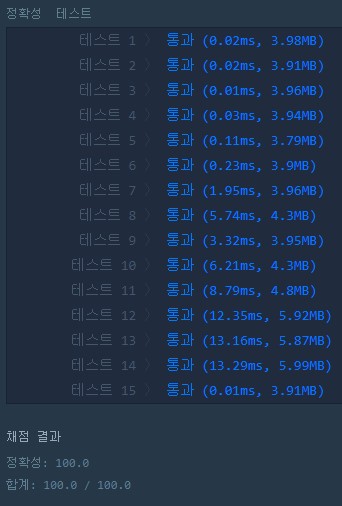 정확성 테스트
테스트 1 〉 통과 (0.02ms, 3.98MB)
테스트 2 〉 통과 (0.02ms, 3.91MB)
테스트 3 〉 통과 (0.01ms, 3.96MB)
테스트 4 〉 통과 (0.03ms, 3.94MB)
테스트 5 〉 통과 (0.11ms, 3.79MB)
테스트 6 〉 통과 (0.23ms, 3.9MB)
테스트 7 〉 통과 (1.95ms, 3.96MB)
테스트 8 〉 통과 (5.74ms, 4.3MB)
테스트 9 〉 통과 (3.32ms, 3.95MB)
테스트 10 〉 통과 (6.21ms, 4.3MB)
테스트 11 〉 통과 (8.79ms, 4.8MB)
테스트 12 〉 통과 (12.35ms, 5.92MB)
테스트 13 〉 통과 (13.16ms, 5.87MB)
테스트 14 〉 통과 (13.29ms, 5.99MB)
테스트 15 〉 통과 (0.01ms, 3.91MB)
채점 결과
정확성: 100.0
합계: 100.0 / 100.0